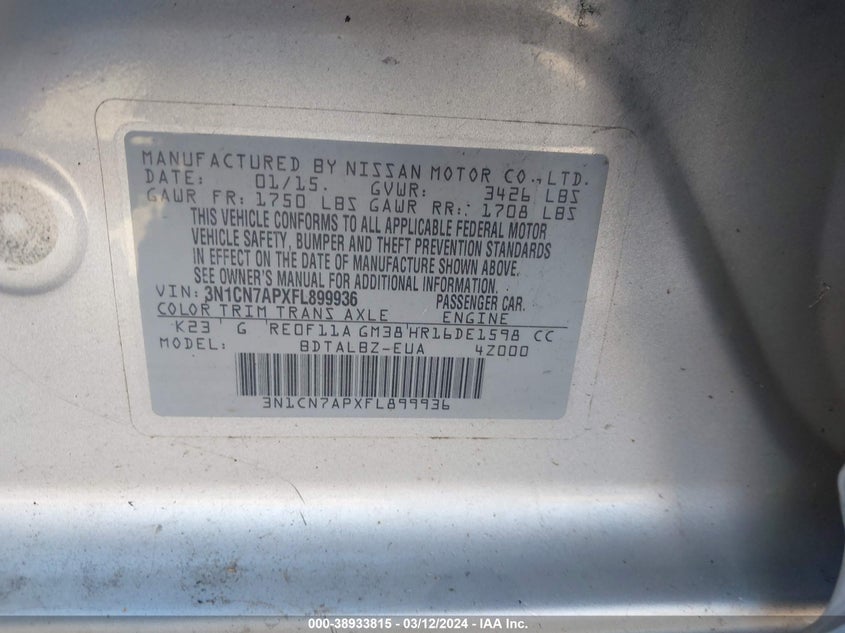 MANUFACTURED BY NISSAN MOTOR CO.,LTD.
DATE: 01/15. GVWR: 3426 LBS
GAWR FR: 1750 LBS GAWR RR: 1708 LBS
THIS VEHICLE CONFORMS TO ALL APPLICABLE FEDERAL MOTOR
VEHICLE SAFETY, BUMPER AND THEFT PREVENTION STANDARDS
IN EFFECT ON THE DATE OF MANUFACTURE SHOWN ABOVE.
SEE OWNER'S MANUAL FOR ADDITIONAL INFORMATION.
VIN: 3N1CN7APXFL899936 PASSENGER CAR.
COLOR TRIM TRANS AXLE ENGINE
K23 G RE0F11A GM38 HR16DE1598 CC
MODEL: BDTALBZ-EUA 4Z000
3N1CN7APXFL899936
000-38933815 - 03/12/2024 - © IAA Inc.